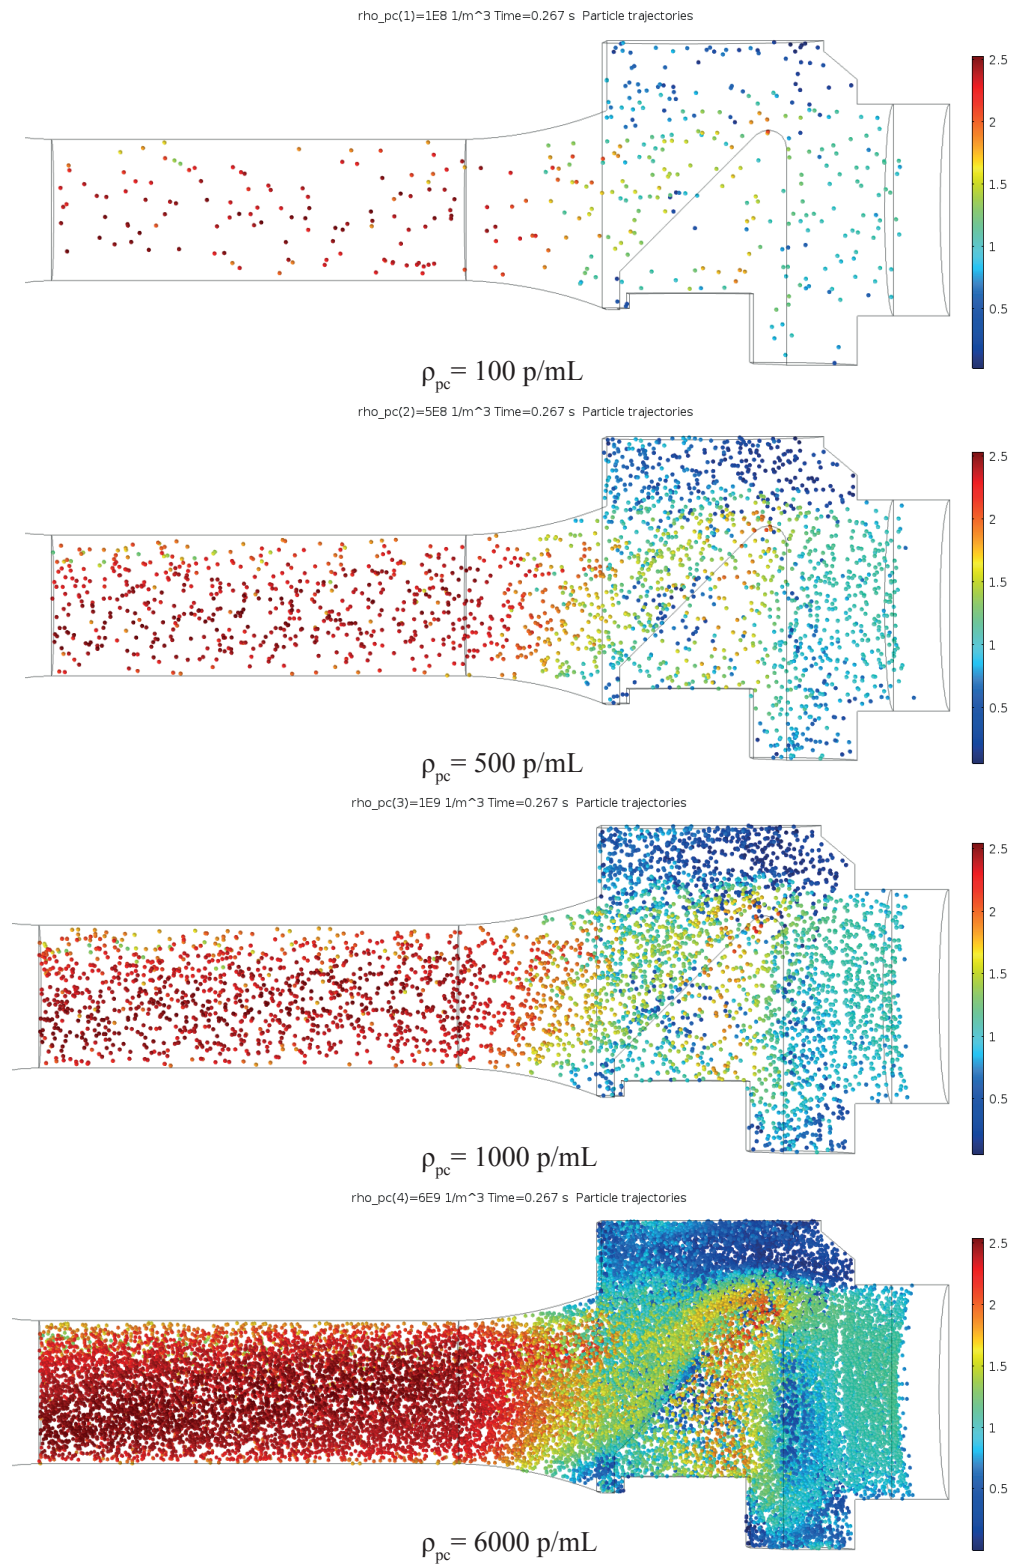 rho_pc(1)=1E8 1/m^3 Time=0.267 s  Particle trajectories
2.5
2
1.5
1
0.5
ρpc= 100 p/mL
rho_pc(2)=5E8 1/m^3 Time=0.267 s  Particle trajectories
2.5
2
1.5
1
0.5
ρpc= 500 p/mL
rho_pc(3)=1E9 1/m^3 Time=0.267 s  Particle trajectories
2.5
2
1.5
1
0.5
ρpc= 1000 p/mL
rho_pc(4)=6E9 1/m^3 Time=0.267 s  Particle trajectories
2.5
2
1.5
1
0.5
ρpc= 6000 p/mL